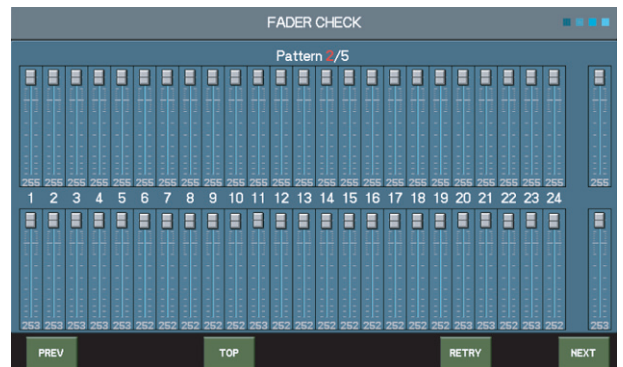 FADER CHECK
Pattern 2/5
255 255 255 255 255 255 255 255 255 255 255 255 255 255 255 255 255 255 255 255 255 255 255 255 255
1 2 3 4 5 6 7 8 9 10 11 12 13 14 15 16 17 18 19 20 21 22 23 24
253 253 253 253 253 252 253 252 252 252 252 252 252 252 252 252 252 252 252 253 252 252 252 252 253
PREV TOP RETRY NEXT